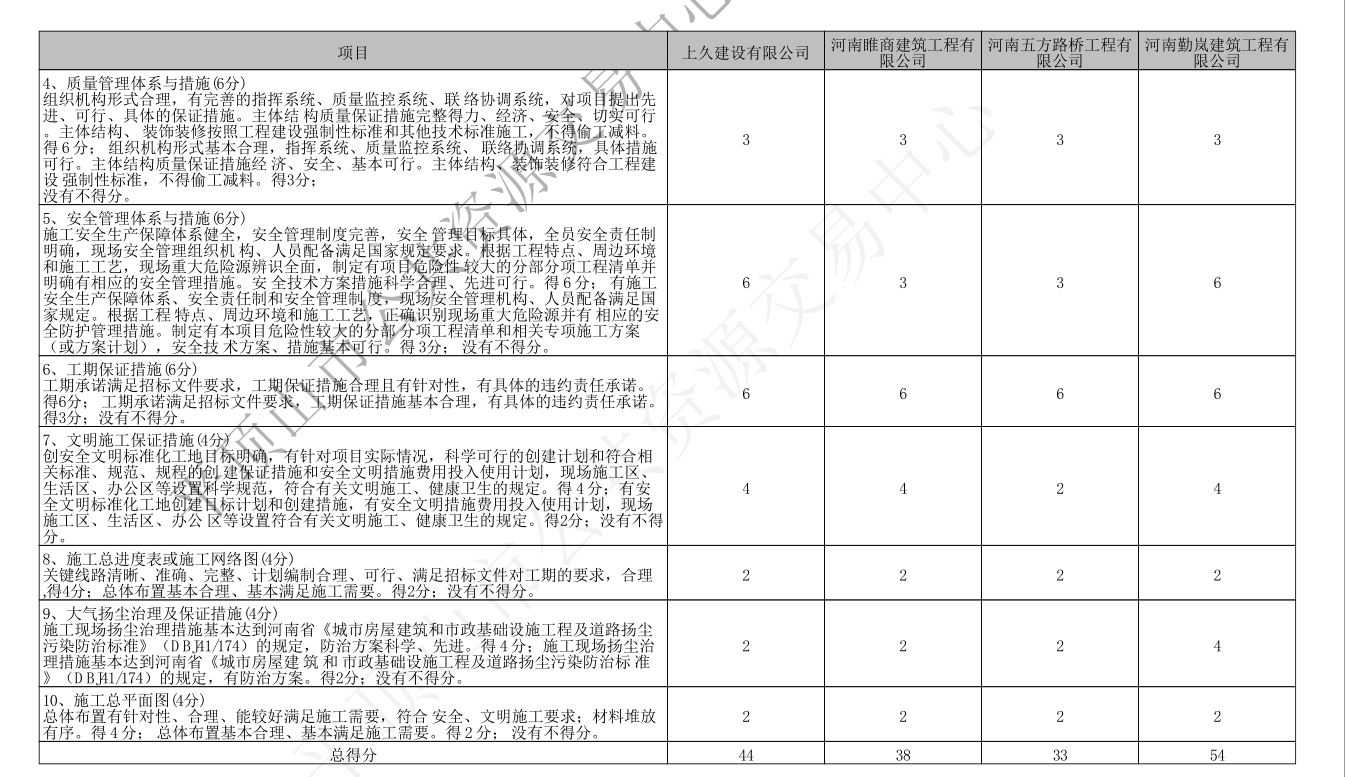 项目
上久建设有限公司
河南睢商建筑工程有
限公司
河南五方路桥工程有
限公司
河南勤岚建筑工程有
限公司
4、质量管理体系与措施(6分)
组织机构形式合理，有完善的指挥系统、质量监控系统、联 络协调系统，对项目提出先
进、可行、具体的保证措施。主体结 构质量保证措施完整得力、经济、安全、切实可行
。主体结构、 装饰装修按照工程建设强制性标准和其他技术标准施工，不得偷工减料。
得 6 分； 组织机构形式基本合理，指挥系统、质量监控系统、 联络协调系统，具体措施
可行。主体结构质量保证措施经 济、安全、基本可行。主体结构、装饰装修符合工程建
设 强制性标准，不得偷工减料。得3分；
没有不得分。
3
3
3
3
5、安全管理体系与措施(6分)
施工安全生产保障体系健全，安全管理制度完善，安全 管理目标具体，全员安全责任制
明确，现场安全管理组织机 构、人员配备满足国家规定要求。根据工程特点、周边环境
和施工工艺，现场重大危险源辨识全面，制定有项目危险性 较大的分部分项工程清单并
明确有相应的安全管理措施。安 全技术方案措施科学合理、先进可行。得 6 分； 有施工
安全生产保障体系、安全责任制和安全管理制 度，现场安全管理机构、人员配备满足国
家规定。根据工程 特点、周边环境和施工工艺，正确识别现场重大危险源并有 相应的安
全防护管理措施。制定有本项目危险性较大的分部 分项工程清单和相关专项施工方案
（或方案计划），安全技 术方案、措施基本可行。得 3分； 没有不得分。
6
3
3
6
6、工期保证措施(6分)
工期承诺满足招标文件要求，工期保证措施合理且有针对性，有具体的违约责任承诺。
得6分； 工期承诺满足招标文件要求，工期保证措施基本合理，有具体的违约责任承诺。
得3分；没有不得分。
6
6
6
6
7、文明施工保证措施(4分)
创安全文明标准化工地目标明确，有针对项目实际情况，科学可行的创建计划和符合相
关标准、规范、规程的创 建保证措施和安全文明措施费用投入使用计划，现场施工区、
生活区、办公区等设置科学规范，符合有关文明施工、健康卫生的规定。得 4 分；有安
全文明标准化工地创建目标计划和创建措施，有安全文明措施费用投入使用计划，现场
施工区、生活区、办公 区等设置符合有关文明施工、健康卫生的规定。得2分；没有不得
分。
4
4
2
4
8、施工总进度表或施工网络图(4分)
关键线路清晰、准确、完整、计划编制合理、可行、满足招标文件对工期的要求，合理
,得4分；总体布置基本合理、基本满足施工需要。得2分；没有不得分。
2
2
2
2
9、大气扬尘治理及保证措施(4分)
施工现场扬尘治理措施基本达到河南省《城市房屋建筑和市政基础设施工程及道路扬尘
污染防治标准》（DBJ41/174）的规定，防治方案科学、先进。得 4 分；施工现场扬尘治
理措施基本达到河南省《城市房屋建 筑 和 市政基础设施工程及道路扬尘污染防治标 准
》（DBJ41/174）的规定，有防治方案。得2分；没有不得分。
2
2
2
4
10、施工总平面图(4分)
总体布置有针对性、合理、能较好满足施工需要，符合 安全、文明施工要求；材料堆放
有序。得 4 分； 总体布置基本合理、基本满足施工需要。得 2 分； 没有不得分。
2
2
2
2
总得分
44
38
33
54
平顶山市公共资源交易中心
平顶山市公共资源交易中心